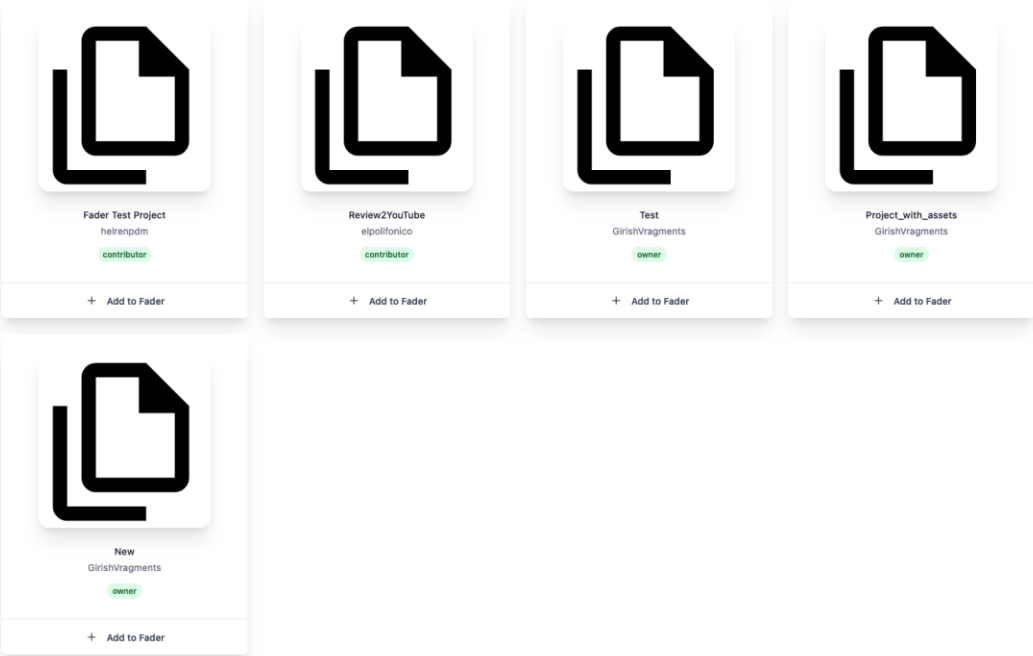 Fader Test Project
helrenpdm
contributor
+ Add to Fader
Review2YouTube
elpolifonico
contributor
+ Add to Fader
Test
GirishVragments
owner
+ Add to Fader
Project_with_assets
GirishVragments
owner
+ Add to Fader
New
GirishVragments
owner
+ Add to Fader